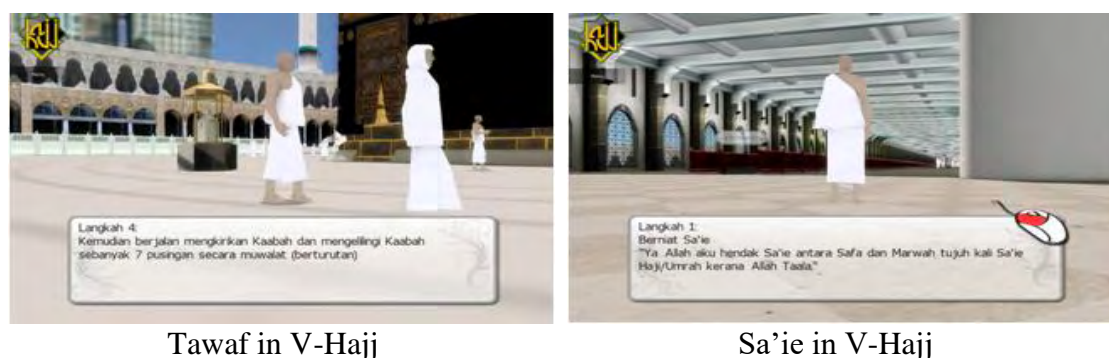 Langkah 4:
Kemudian berjalan mengkirikan Kaabah dan mengelilingi Kaabah
sebanyak 7 pusingan secara muwalat (berturutan)
Tawaf in V-Hajj
Langkah 1:
Berniat Sa'ie
"Ya Allah aku hendak Sa'ie antara Safa dan Marwah tujuh kali Sa'ie
Haji/Umrah kerana Allah Taala."
Sa’ie in V-Hajj